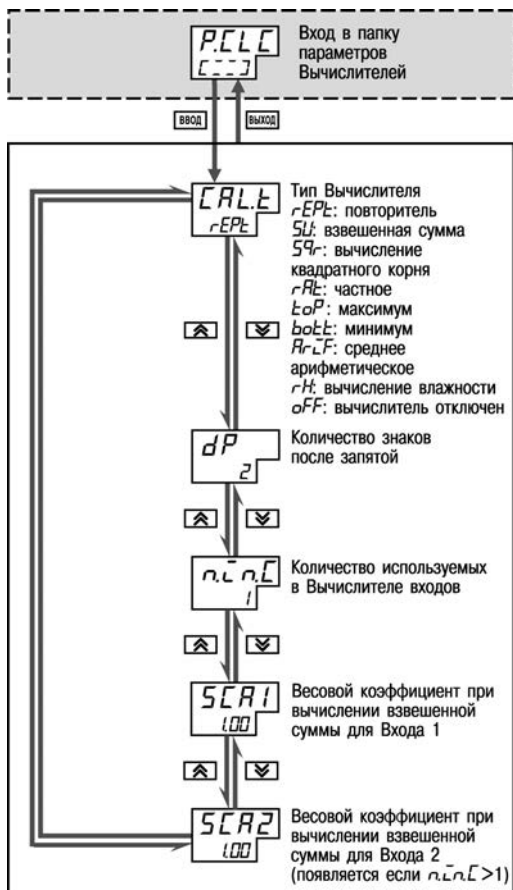 P.CLC
[---]
Вход в папку
параметров
Вычислителей
ВВОД
ВЫХОД
CAL.t
rEPt
Тип Вычислителя
rEPt: повторитель
SU: взвешенная сумма
Sqr: вычисление
квадратного корня
rAt: частное
toP: максимум
bott: минимум
AriF: среднее
арифметическое
rH: вычисление влажности
oFF: вычислитель отключен
dP
2
Количество знаков
после запятой
n.in.C
1
Количество используемых
в Вычислителе входов
SCA1
1.00
Весовой коэффициент при
вычислении взвешенной
суммы для Входа 1
SCA2
1.00
Весовой коэффициент при
вычислении взвешенной
суммы для Входа 2
(появляется если n.in.C>1)